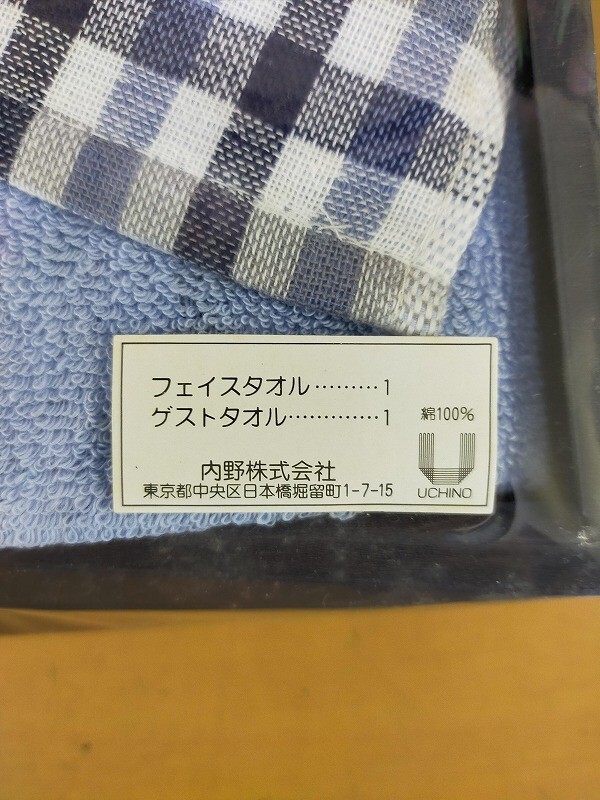 フェイスタオル………1
ゲストタオル…………1
綿100%
内野株式会社
東京都中央区日本橋堀留町1-7-15
UCHINO